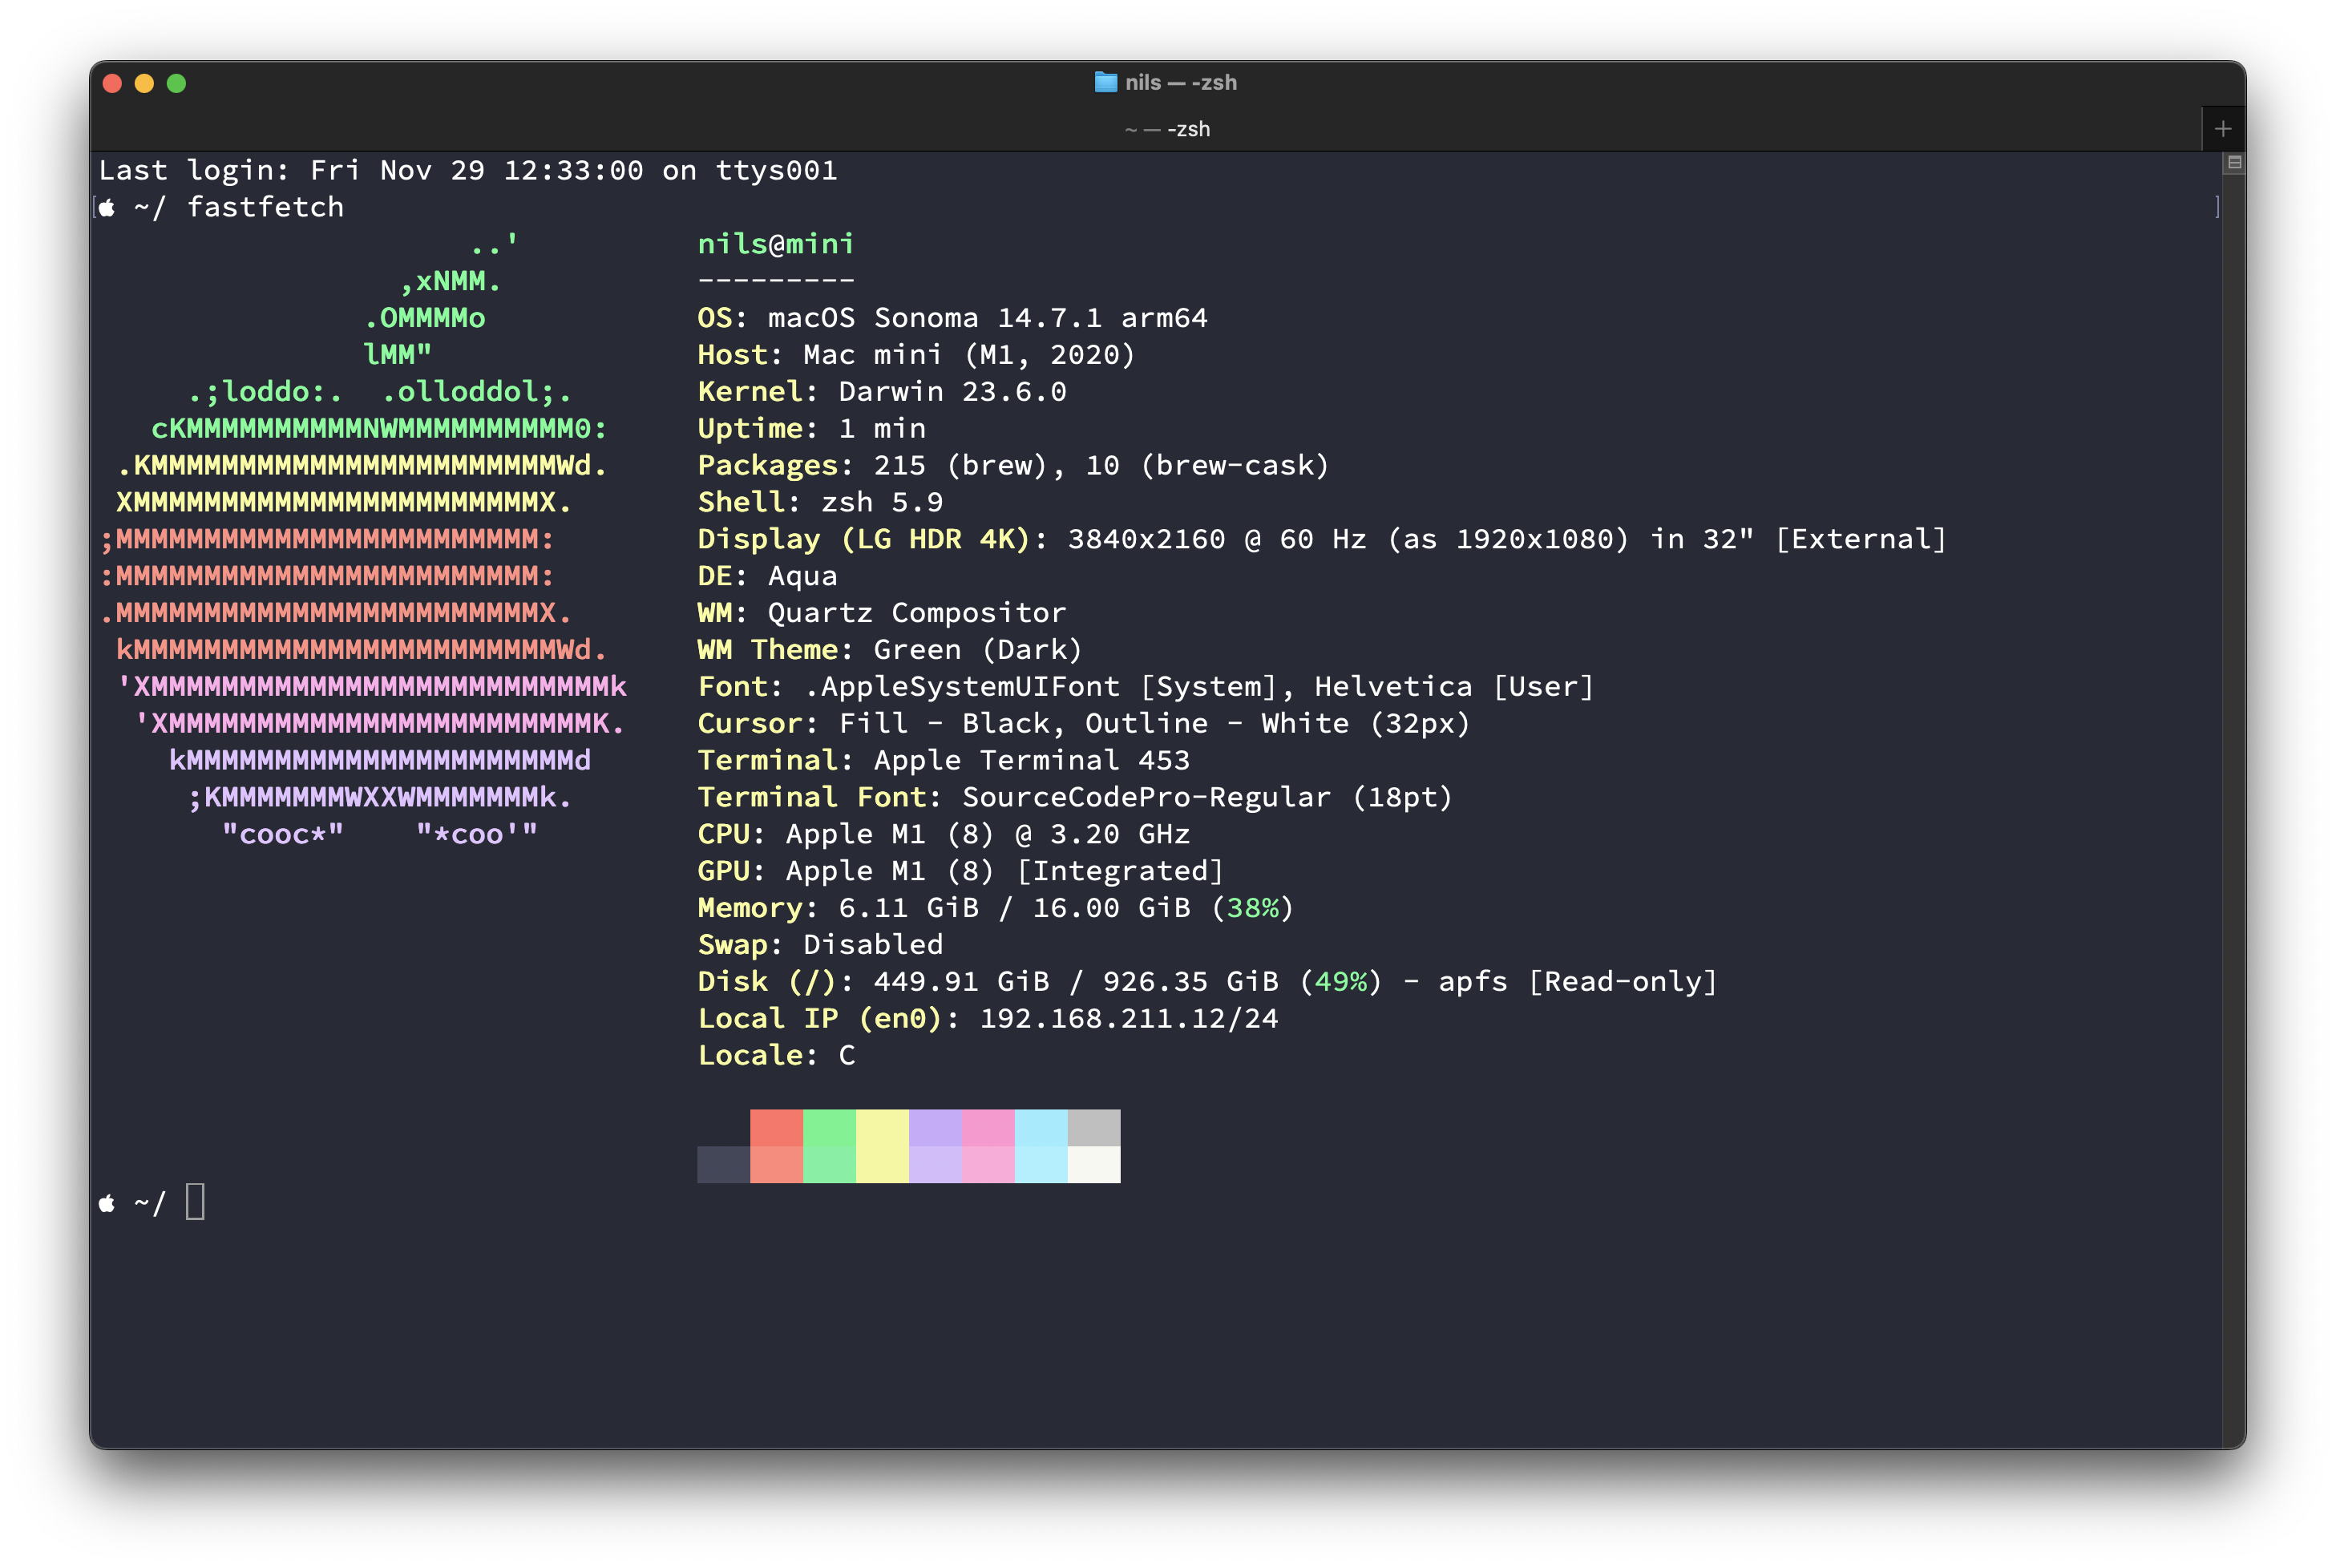 nils — -zsh
~ — -zsh
Last login: Fri Nov 29 12:33:00 on ttys001
~/ fastfetch
..' nils@mini
,xNMM. ---------
.OMMMMo OS: macOS Sonoma 14.7.1 arm64
lMM" Host: Mac mini (M1, 2020)
.;loddo:. .olloddol;. Kernel: Darwin 23.6.0
cKMMMMMMMMMMNWMMMMMMMMMM0: Uptime: 1 min
.KMMMMMMMMMMMMMMMMMMMMMMMWd. Packages: 215 (brew), 10 (brew-cask)
XMMMMMMMMMMMMMMMMMMMMMMMX. Shell: zsh 5.9
;MMMMMMMMMMMMMMMMMMMMMMMM: Display (LG HDR 4K): 3840x2160 @ 60 Hz (as 1920x1080) in 32" [External]
:MMMMMMMMMMMMMMMMMMMMMMMM: DE: Aqua
.MMMMMMMMMMMMMMMMMMMMMMMMX. WM: Quartz Compositor
kMMMMMMMMMMMMMMMMMMMMMMMMWd. WM Theme: Green (Dark)
'XMMMMMMMMMMMMMMMMMMMMMMMMMMk Font: .AppleSystemUIFont [System], Helvetica [User]
'XMMMMMMMMMMMMMMMMMMMMMMMMK. Cursor: Fill - Black, Outline - White (32px)
kMMMMMMMMMMMMMMMMMMMMMMd Terminal: Apple Terminal 453
;KMMMMMMMWXXWMMMMMMMk. Terminal Font: SourceCodePro-Regular (18pt)
"cooc*" "*coo'" CPU: Apple M1 (8) @ 3.20 GHz
GPU: Apple M1 (8) [Integrated]
Memory: 6.11 GiB / 16.00 GiB (38%)
Swap: Disabled
Disk (/): 449.91 GiB / 926.35 GiB (49%) - apfs [Read-only]
Local IP (en0): 192.168.211.12/24
Locale: C
~/